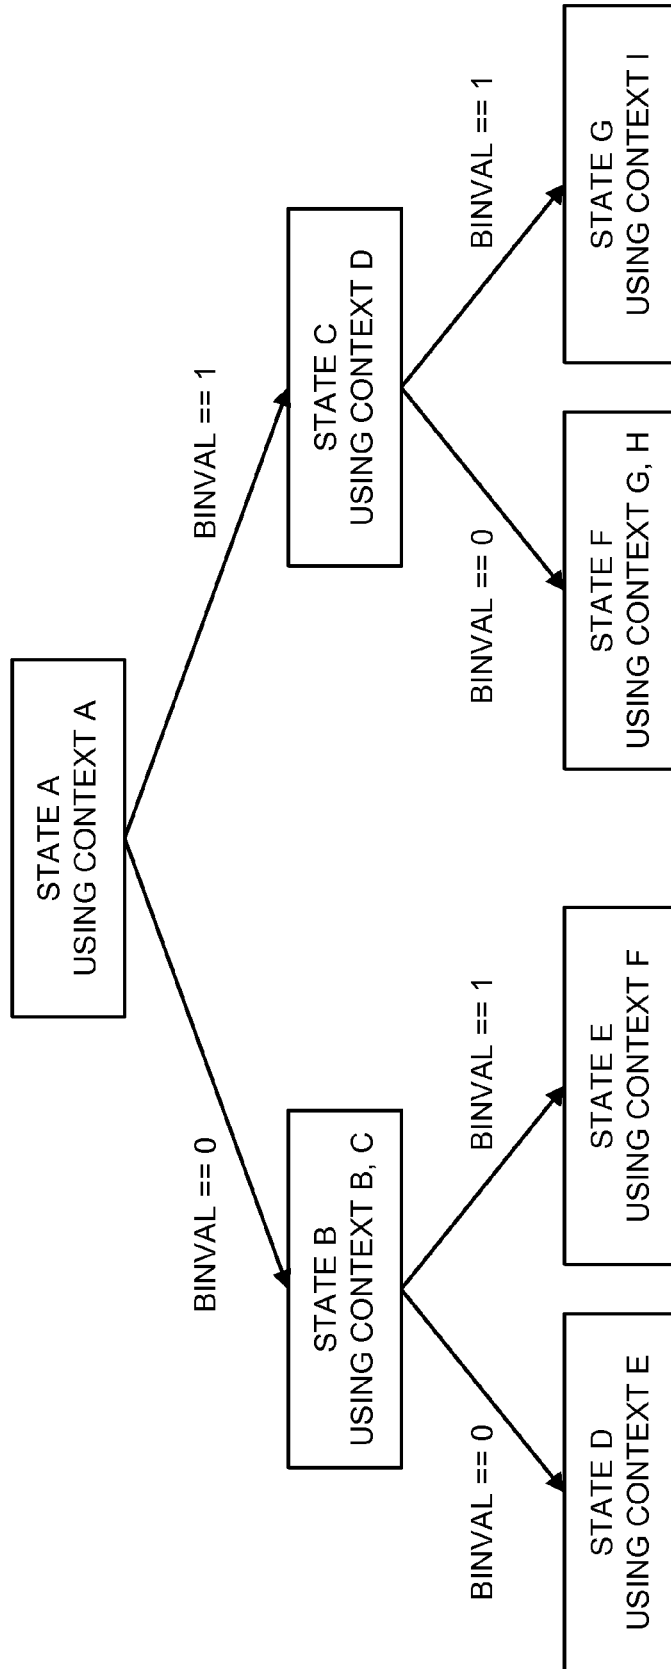 STATE A
USING CONTEXT A
BINVAL == 0
BINVAL == 1
STATE B
USING CONTEXT B, C
STATE C
USING CONTEXT D
BINVAL == 0
BINVAL == 1
BINVAL == 0
BINVAL == 1
STATE D
USING CONTEXT E
STATE E
USING CONTEXT F
STATE F
USING CONTEXT G, H
STATE G
USING CONTEXT I